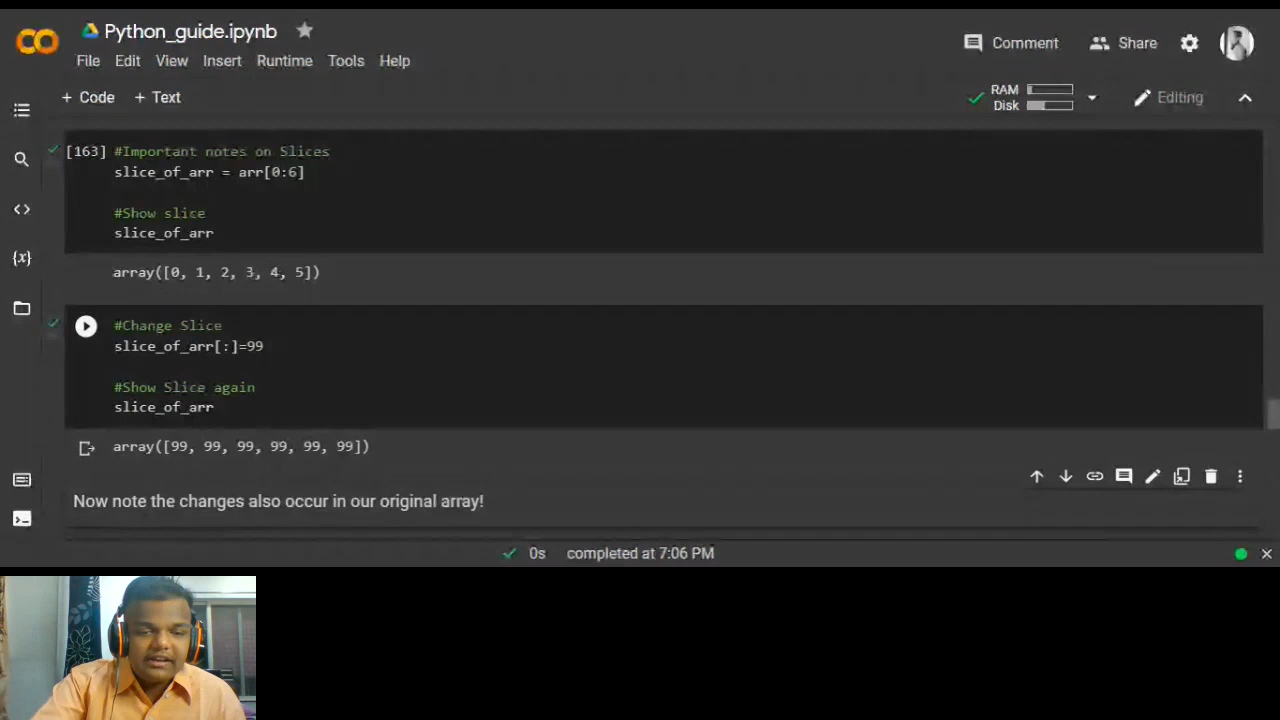 Python_guide.ipynb
Comment
Share
File Edit View Insert Runtime Tools Help
+ Code + Text
RAM
Disk
Editing
[163] #Important notes on Slices
slice_of_arr = arr[0:6]
#Show slice
slice_of_arr
array([0, 1, 2, 3, 4, 5])
#Change Slice
slice_of_arr[:]=99
#Show Slice again
slice_of_arr
array([99, 99, 99, 99, 99, 99])
Now note the changes also occur in our original array!
0s completed at 7:06 PM